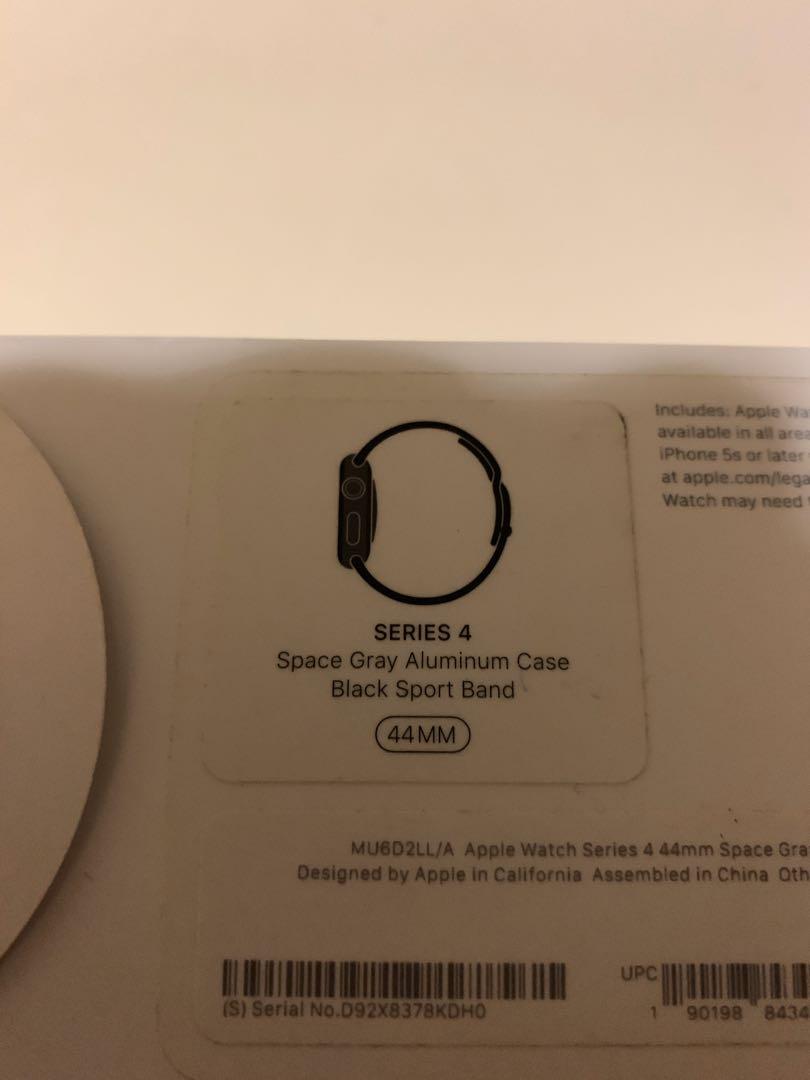 Includes: Apple Wa
available in all area
iPhone 5s or later
at apple.com/lega
Watch may need
SERIES 4
Space Gray Aluminum Case
Black Sport Band
44MM
MU6D2LL/A Apple Watch Series 4 44mm Space Gra
Designed by Apple in California Assembled in China Oth
UPC
(S) Serial No.D92X8378KDH0
1 90198 8434